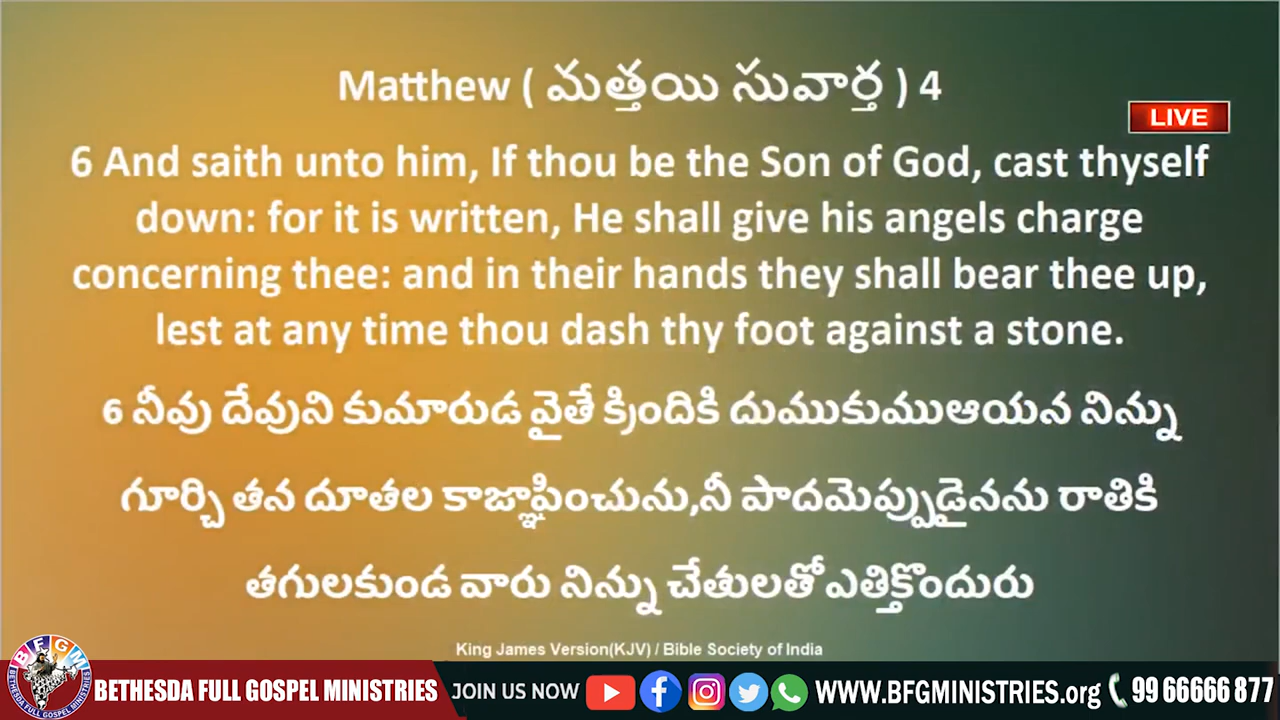 Matthew ( మత్తయి సువార్త ) 4
LIVE
6 And saith unto him, If thou be the Son of God, cast thyself
down: for it is written, He shall give his angels charge
concerning thee: and in their hands they shall bear thee up,
lest at any time thou dash thy foot against a stone.
6 నీవు దేవుని కుమారుడ వైతే క్రిందికి దుముకుముఆయన నిన్ను
గూర్చి తన దూతల కాజ్ఞాపించును,నీ పాదమెప్పుడైనను రాతికి
తగులకుండ వారు నిన్ను చేతులతో ఎత్తికొందురు
King James Version(KJV) / Bible Society of India
BFGM
BETHESDA FULL GOSPEL MINISTRIES
BETHESDA FULL GOSPEL MINISTRIES JOIN US NOW WWW.BFGMINISTRIES.org 99 66666 877